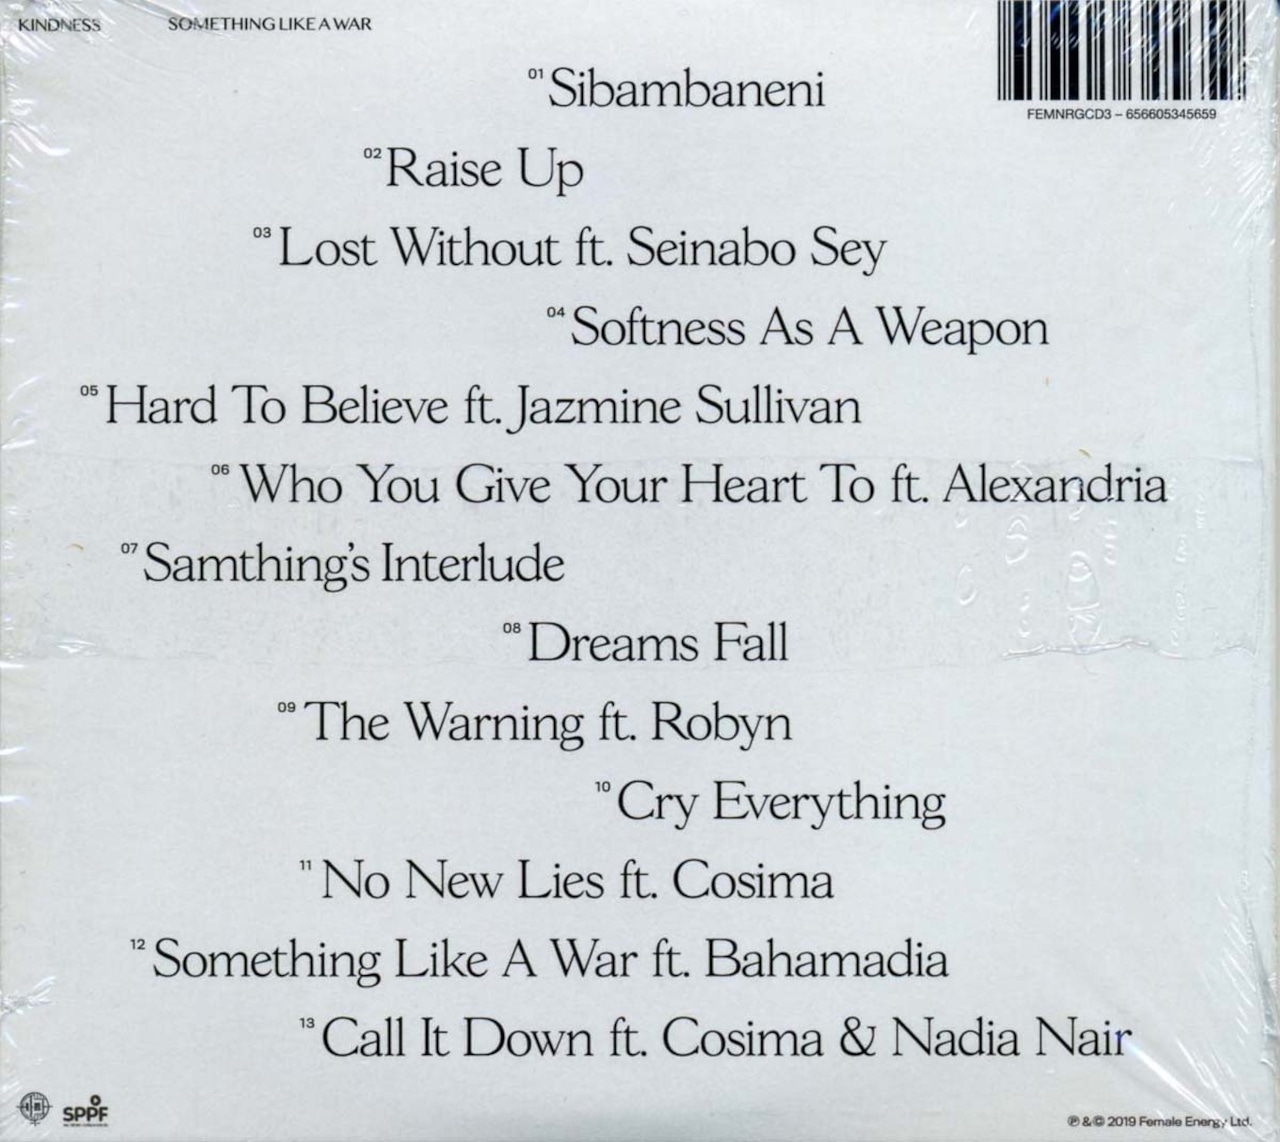 KINDNESS SOMETHING LIKE A WAR
FEMNRGCD3 – 656605345659
01 Sibambaneni
02 Raise Up
03 Lost Without ft. Seinabo Sey
04 Softness As A Weapon
05 Hard To Believe ft. Jazmine Sullivan
06 Who You Give Your Heart To ft. Alexandria
07 Samthing's Interlude
08 Dreams Fall
09 The Warning ft. Robyn
10 Cry Everything
11 No New Lies ft. Cosima
12 Something Like A War ft. Bahamadia
13 Call It Down ft. Cosima & Nadia Nair
SPPF
℗ & © 2019 Female Energy Ltd.